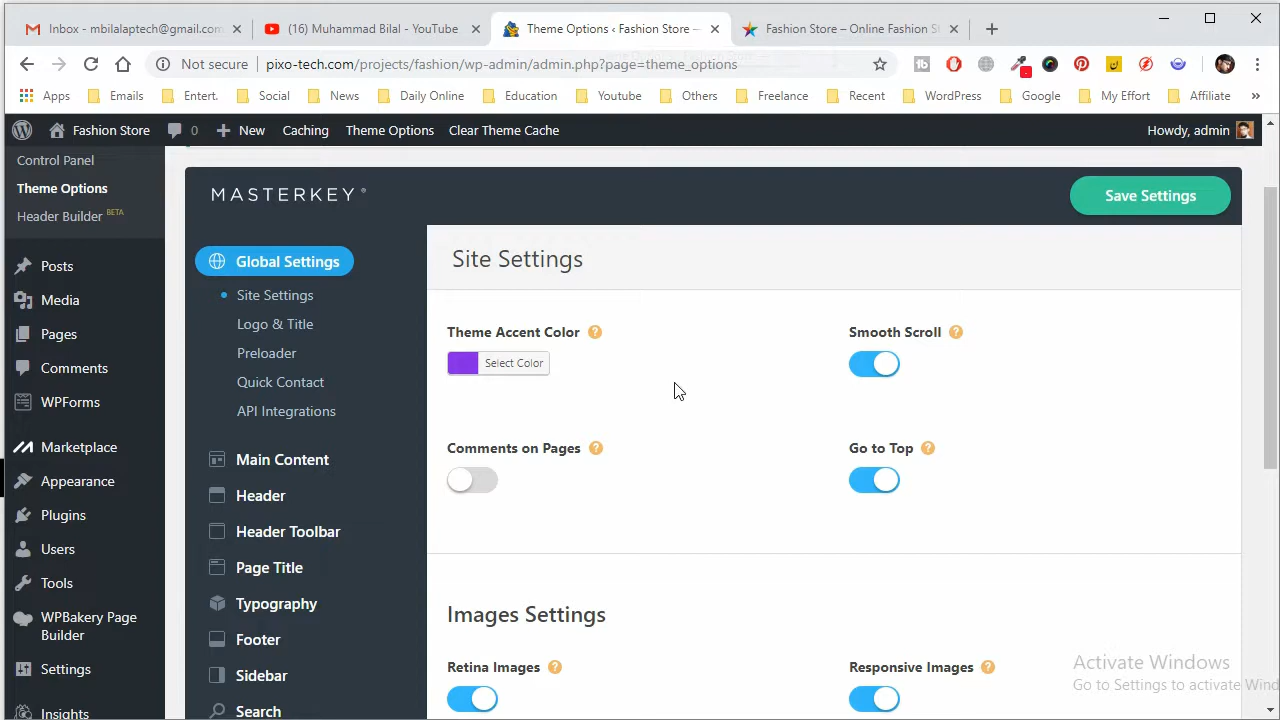 Inbox - mbilalaptech@gmail.com
(16) Muhammad Bilal - YouTube
Theme Options ‹ Fashion Store —
Fashion Store – Online Fashion S
Not secure
pixo-tech.com/projects/fashion/wp-admin/admin.php?page=theme_options
Apps
Emails
Entert.
Social
News
Daily Online
Education
Youtube
Others
Freelance
Recent
WordPress
Google
My Effort
Affiliate
»
Fashion Store
0
New
Caching
Theme Options
Clear Theme Cache
Howdy, admin
Control Panel
Theme Options
Header Builder BETA
Posts
Media
Pages
Comments
WPForms
Marketplace
Appearance
Plugins
Users
Tools
WPBakery Page
Builder
Settings
Insights
MASTERKEY ®
Save Settings
Global Settings
Site Settings
Logo & Title
Preloader
Quick Contact
API Integrations
Main Content
Header
Header Toolbar
Page Title
Typography
Footer
Sidebar
Search
Site Settings
Theme Accent Color ?
Select Color
Smooth Scroll ?
Comments on Pages ?
Go to Top ?
Images Settings
Retina Images ?
Responsive Images ?
Activate Windows
Go to Settings to activate Wind